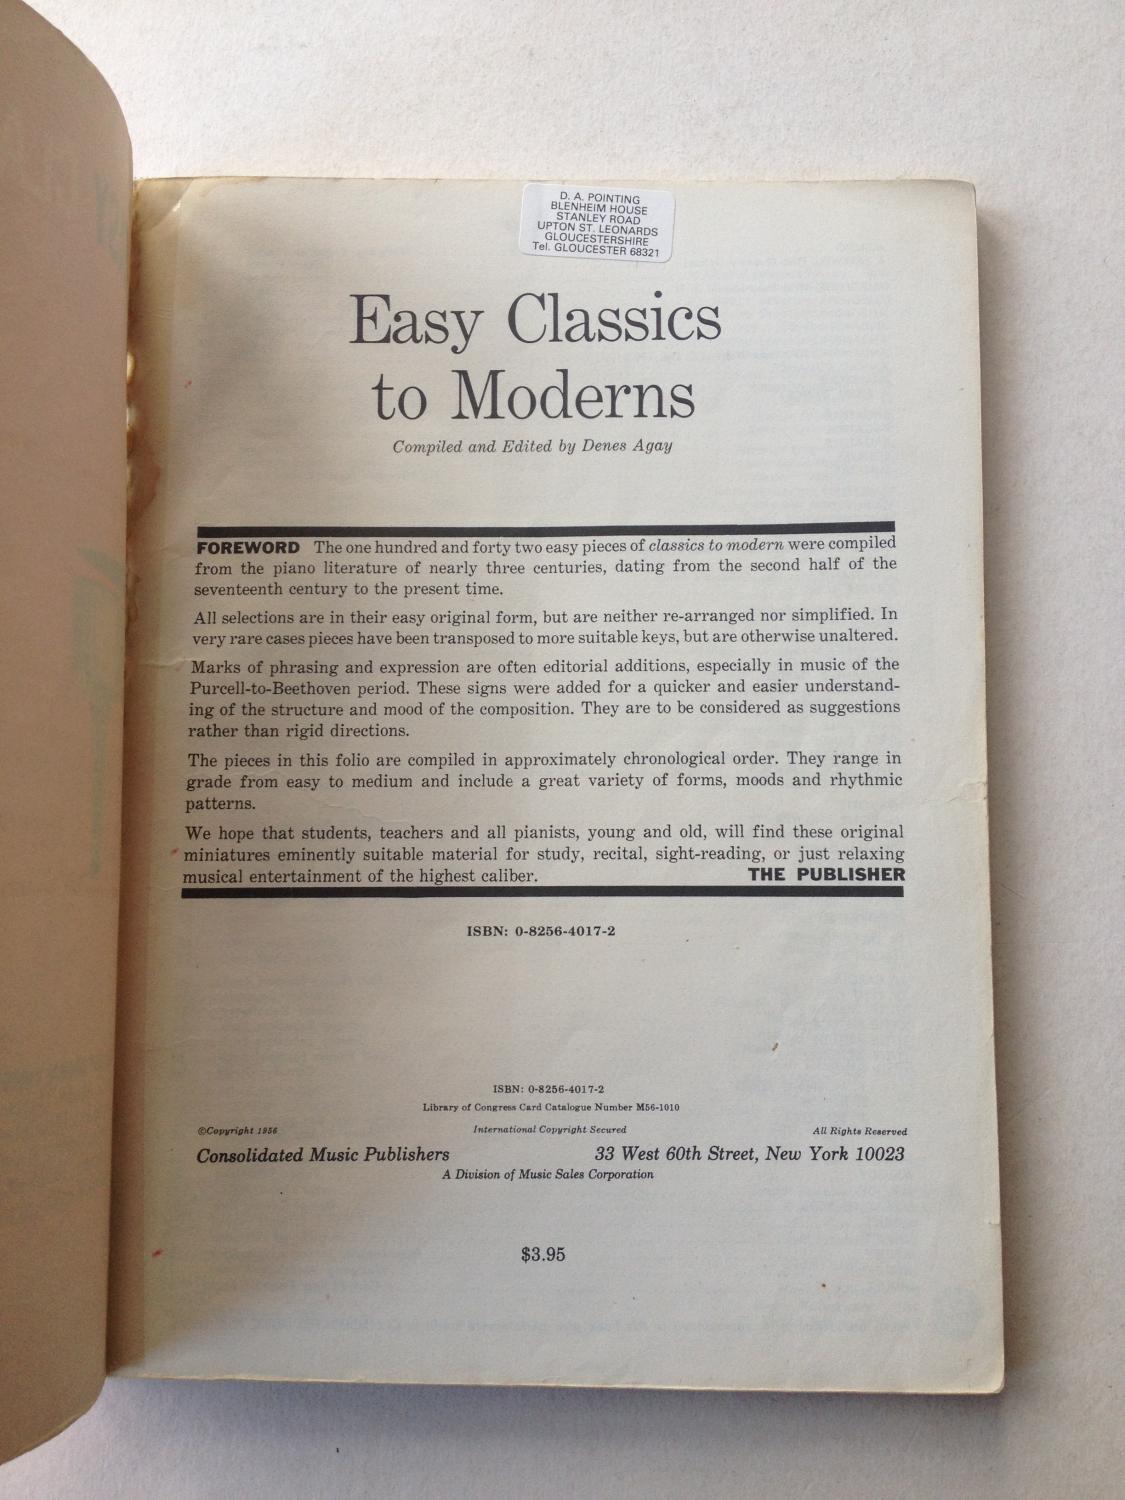 D. A. POINTING
BLENHEIM HOUSE
STANLEY ROAD
UPTON ST. LEONARDS
GLOUCESTERSHIRE
Tel. GLOUCESTER 68321
Easy Classics
to Moderns
Compiled and Edited by Denes Agay
FOREWORD The one hundred and forty two easy pieces of classics to modern were compiled
from the piano literature of nearly three centuries, dating from the second half of the
seventeenth century to the present time.
All selections are in their easy original form, but are neither re-arranged nor simplified. In
very rare cases pieces have been transposed to more suitable keys, but are otherwise unaltered.
Marks of phrasing and expression are often editorial additions, especially in music of the
Purcell-to-Beethoven period. These signs were added for a quicker and easier understand-
ing of the structure and mood of the composition. They are to be considered as suggestions
rather than rigid directions.
The pieces in this folio are compiled in approximately chronological order. They range in
grade from easy to medium and include a great variety of forms, moods and rhythmic
patterns.
We hope that students, teachers and all pianists, young and old, will find these original
miniatures eminently suitable material for study, recital, sight-reading, or just relaxing
musical entertainment of the highest caliber. THE PUBLISHER
ISBN: 0-8256-4017-2
ISBN: 0-8256-4017-2
Library of Congress Card Catalogue Number M56-1010
©Copyright 1956 International Copyright Secured All Rights Reserved
Consolidated Music Publishers 33 West 60th Street, New York 10023
A Division of Music Sales Corporation
$3.95